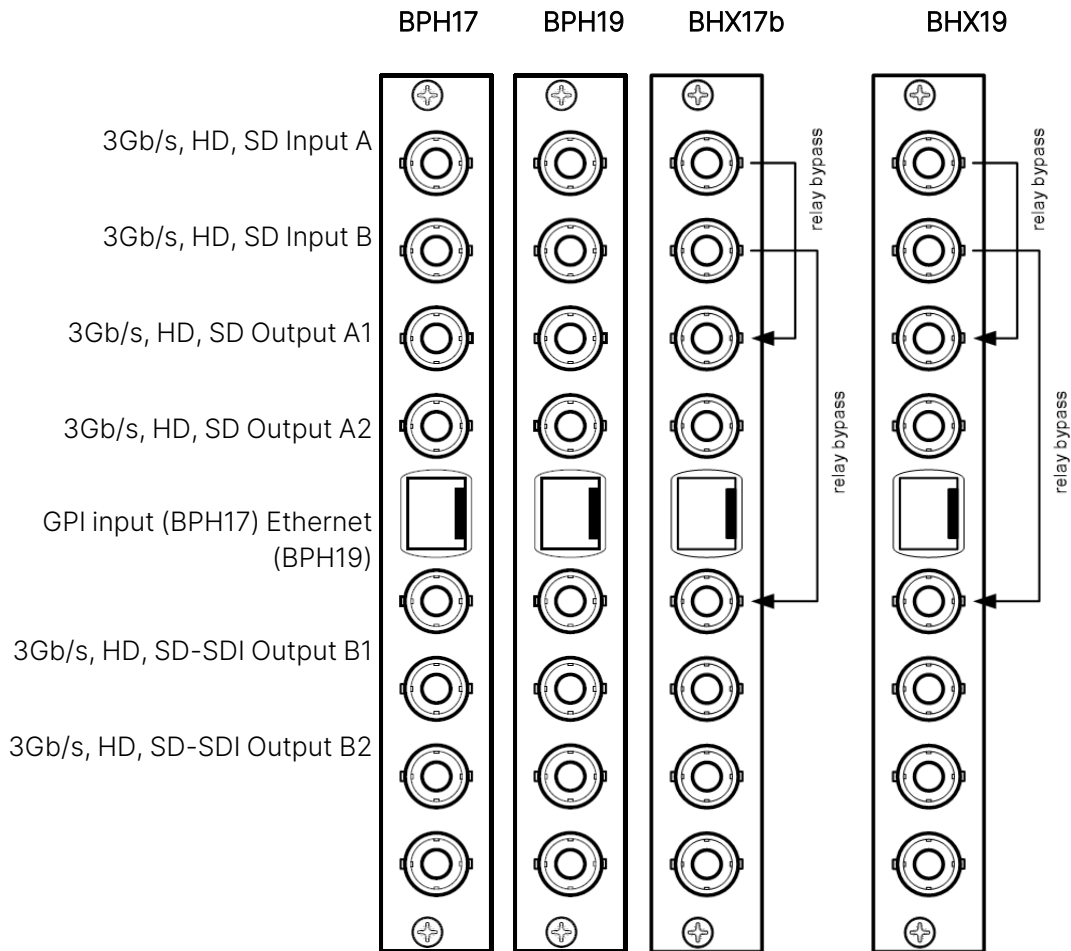 BPH17 BPH19 BHX17b BHX19
3Gb/s, HD, SD Input A
relay bypass
relay bypass
3Gb/s, HD, SD Input B
3Gb/s, HD, SD Output A1
3Gb/s, HD, SD Output A2
relay bypass
relay bypass
GPI input (BPH17) Ethernet
(BPH19)
3Gb/s, HD, SD-SDI Output B1
3Gb/s, HD, SD-SDI Output B2